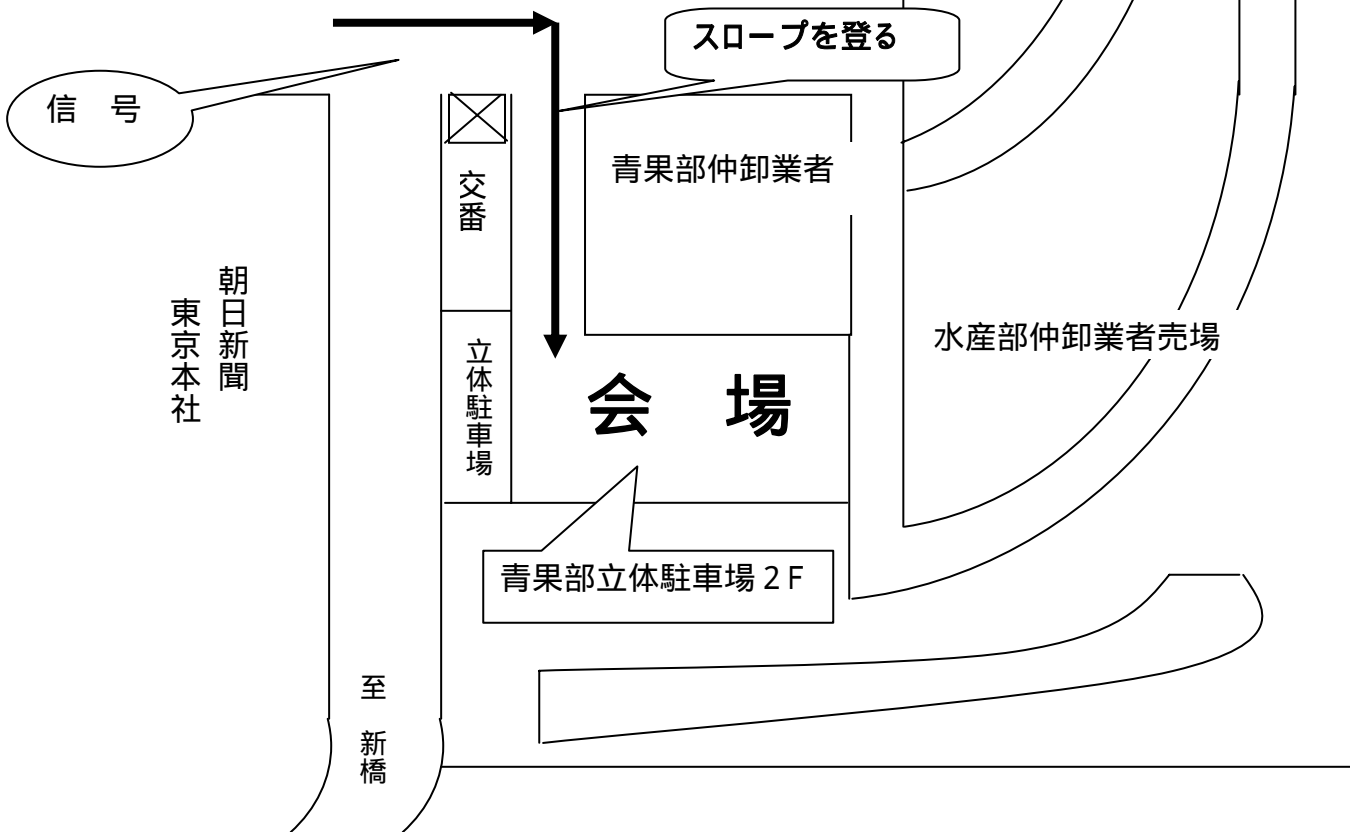 スロープを登る
信　号
青果部仲卸業者
交番
朝日新聞
東京本社
水産部仲卸業者売場
立体駐車場
会　場
青果部立体駐車場２Ｆ
至　新橋